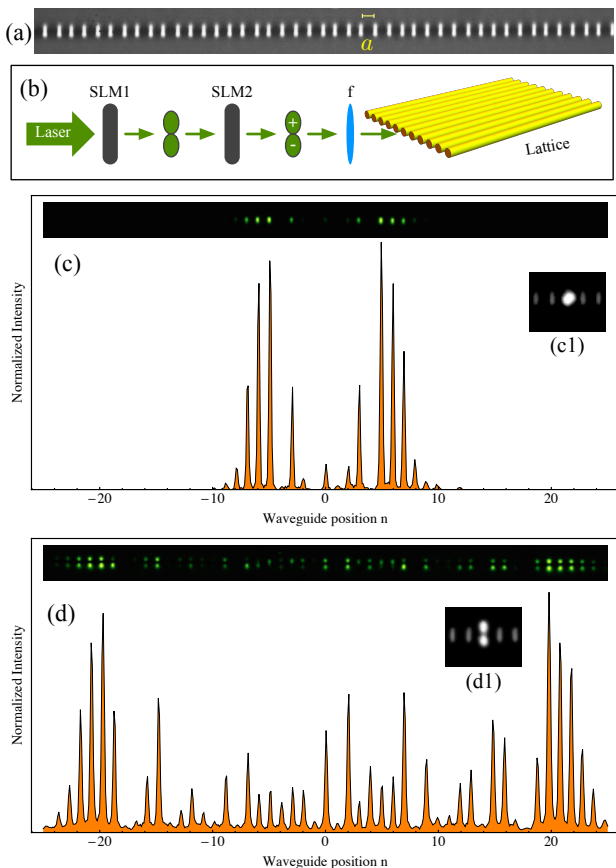 (a)
a
(b)
SLM1
SLM2
f
Laser
+
-
Lattice
(c)
Normalized Intensity
(c1)
−20
−10
0
10
20
Waveguide position n
(d)
Normalized Intensity
(d1)
−20
−10
0
10
20
Waveguide position n